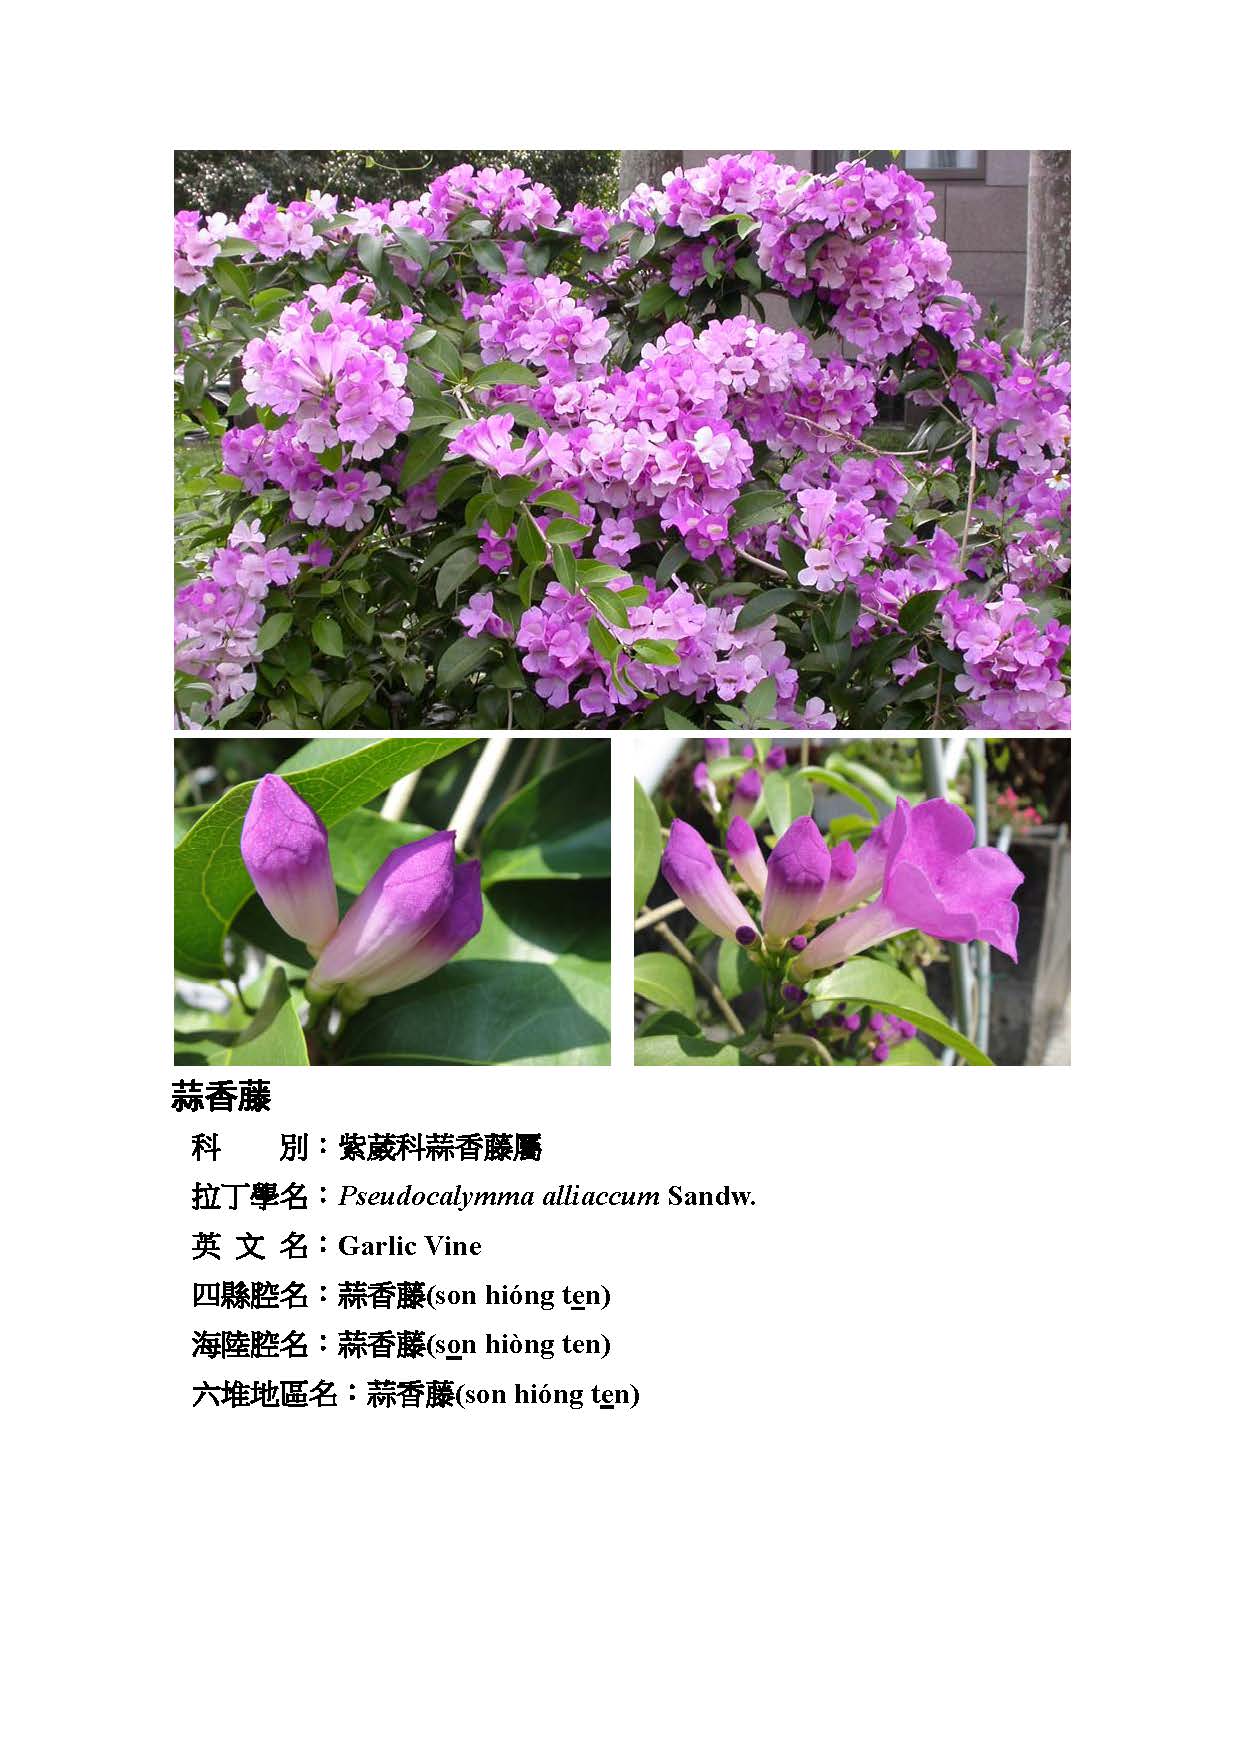 蒜香藤
科　　別：紫葳科蒜香藤屬
拉丁學名：Pseudocalymma alliaccum Sandw.
英 文 名：Garlic Vine
四縣腔名：蒜香藤(son hióng ten)
海陸腔名：蒜香藤(son hiòng ten)
六堆地區名：蒜香藤(son hióng ten)